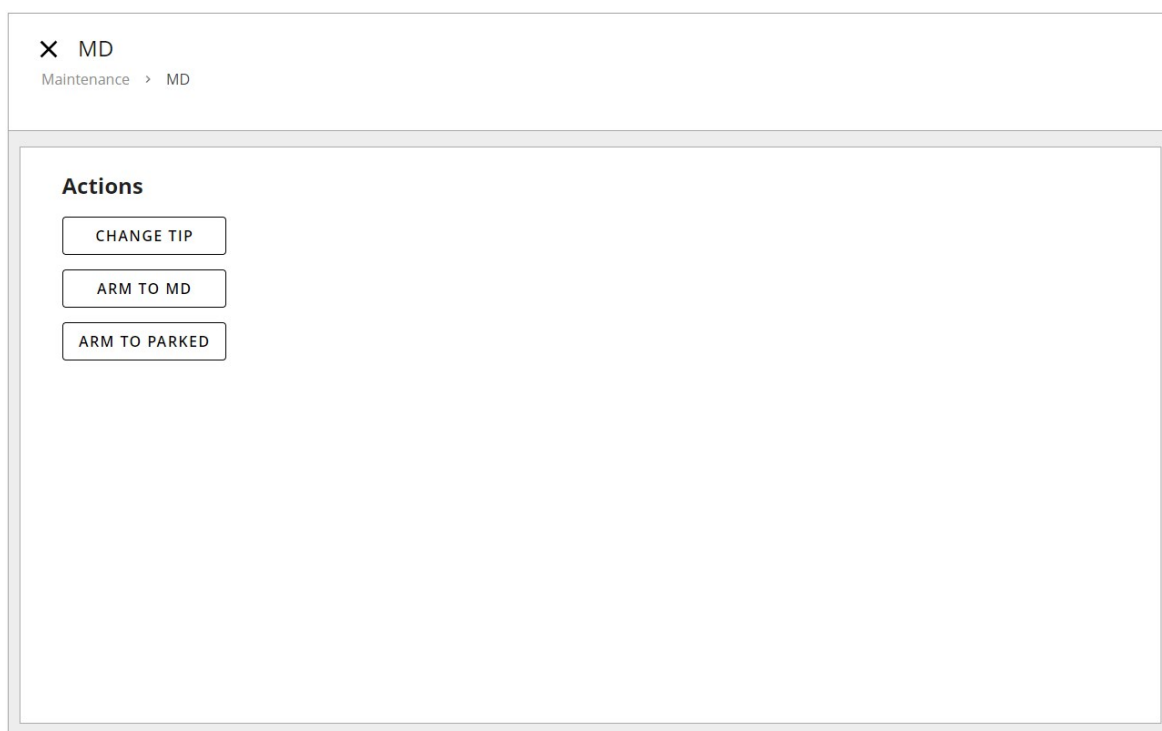 MD
Maintenance > MD
Actions
CHANGE TIP
ARM TO MD
ARM TO PARKED